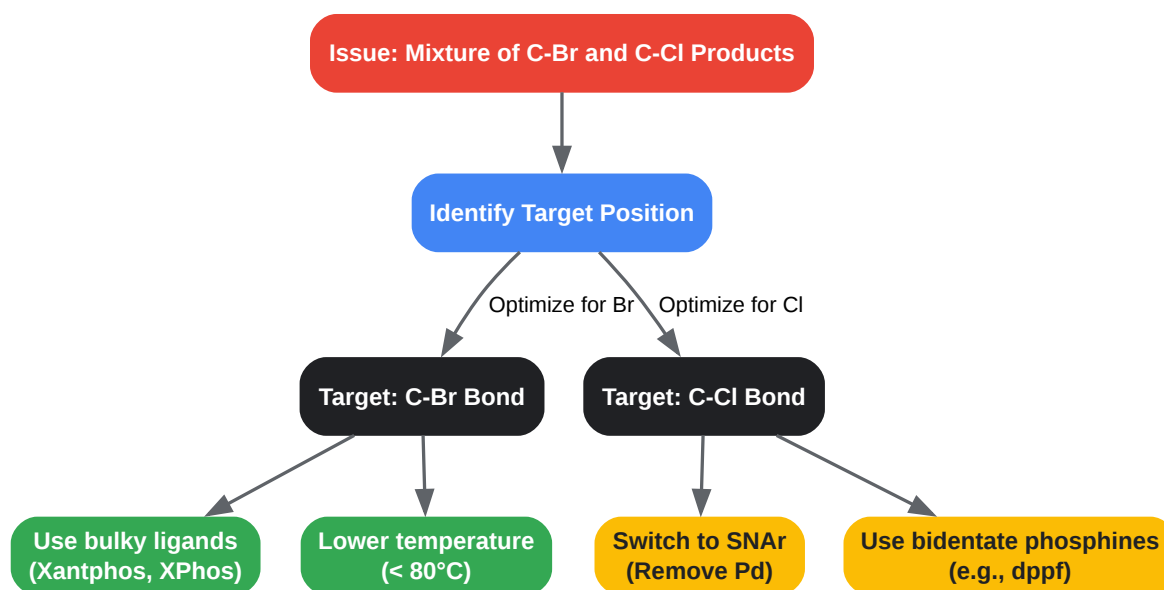 Issue: Mixture of C-Br and C-Cl Products
Identify Target Position
Optimize for Br
Optimize for Cl
Target: C-Br Bond
Target: C-Cl Bond
Use bulky ligands
(Xantphos, XPhos)
Lower temperature
(< 80°C)
Switch to SNAr
(Remove Pd)
Use bidentate phosphines
(e.g., dppf)